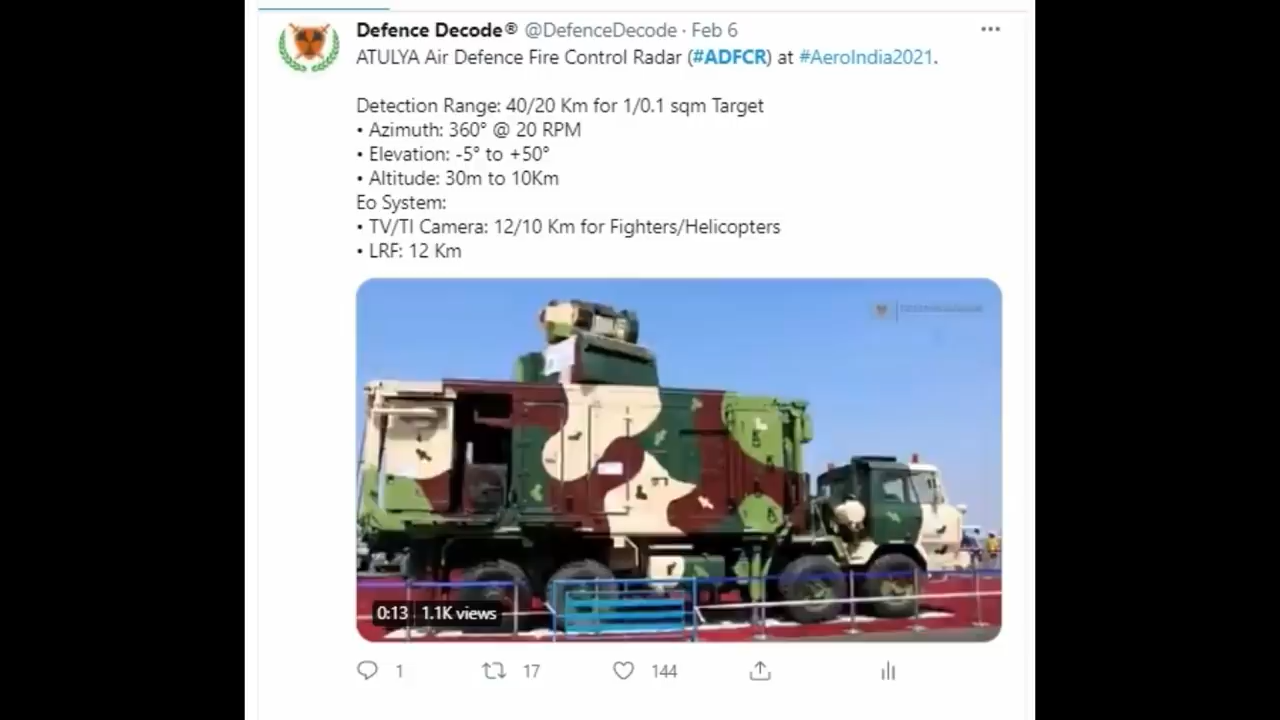 Defence Decode® @DefenceDecode · Feb 6
ATULYA Air Defence Fire Control Radar (#ADFCR) at #AeroIndia2021.
Detection Range: 40/20 Km for 1/0.1 sqm Target
• Azimuth: 360° @ 20 RPM
• Elevation: -5° to +50°
• Altitude: 30m to 10Km
Eo System:
• TV/TI Camera: 12/10 Km for Fighters/Helicopters
• LRF: 12 Km
0:13 1.1K views
1 17 144